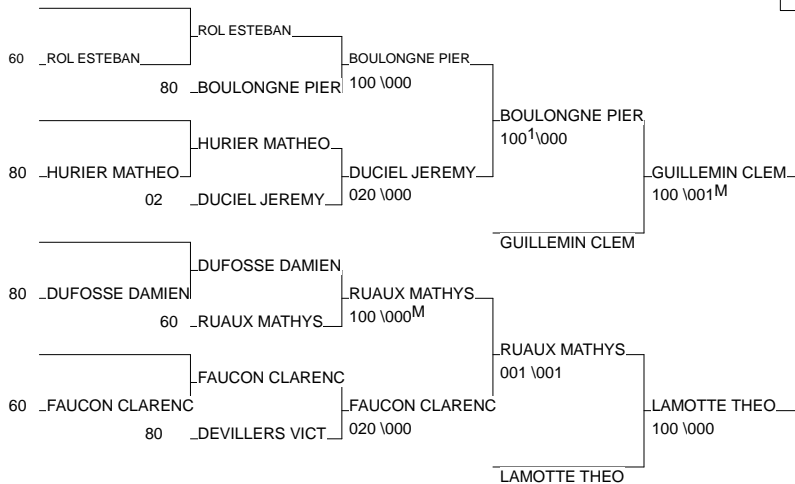 ROL ESTEBAN
60 ROL ESTEBAN
BOULONGNE PIER
80 BOULONGNE PIER
100 \000
BOULONGNE PIER
100¹\000
HURIER MATHEO
80 HURIER MATHEO
DUCIEL JEREMY
020 \000
02 DUCIEL JEREMY
GUILLEMIN CLEM
100 \001ᴹ
GUILLEMIN CLEM
DUFOSSE DAMIEN
80 DUFOSSE DAMIEN
RUAUX MATHYS
100 \000ᴹ
60 RUAUX MATHYS
RUAUX MATHYS
001 \001
FAUCON CLARENC
60 FAUCON CLARENC
FAUCON CLARENC
020 \000
80 DEVILLERS VICT
LAMOTTE THEO
100 \000
LAMOTTE THEO